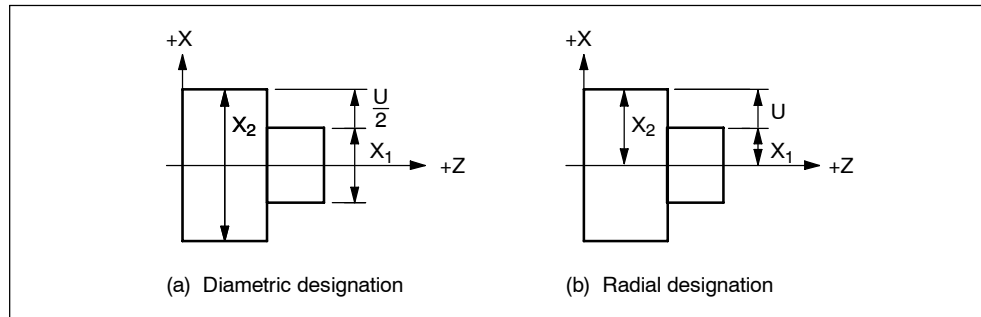 +X
U
2
X₂
X₁
+Z
(a) Diametric designation
+X
U
X₂
X₁
+Z
(b) Radial designation